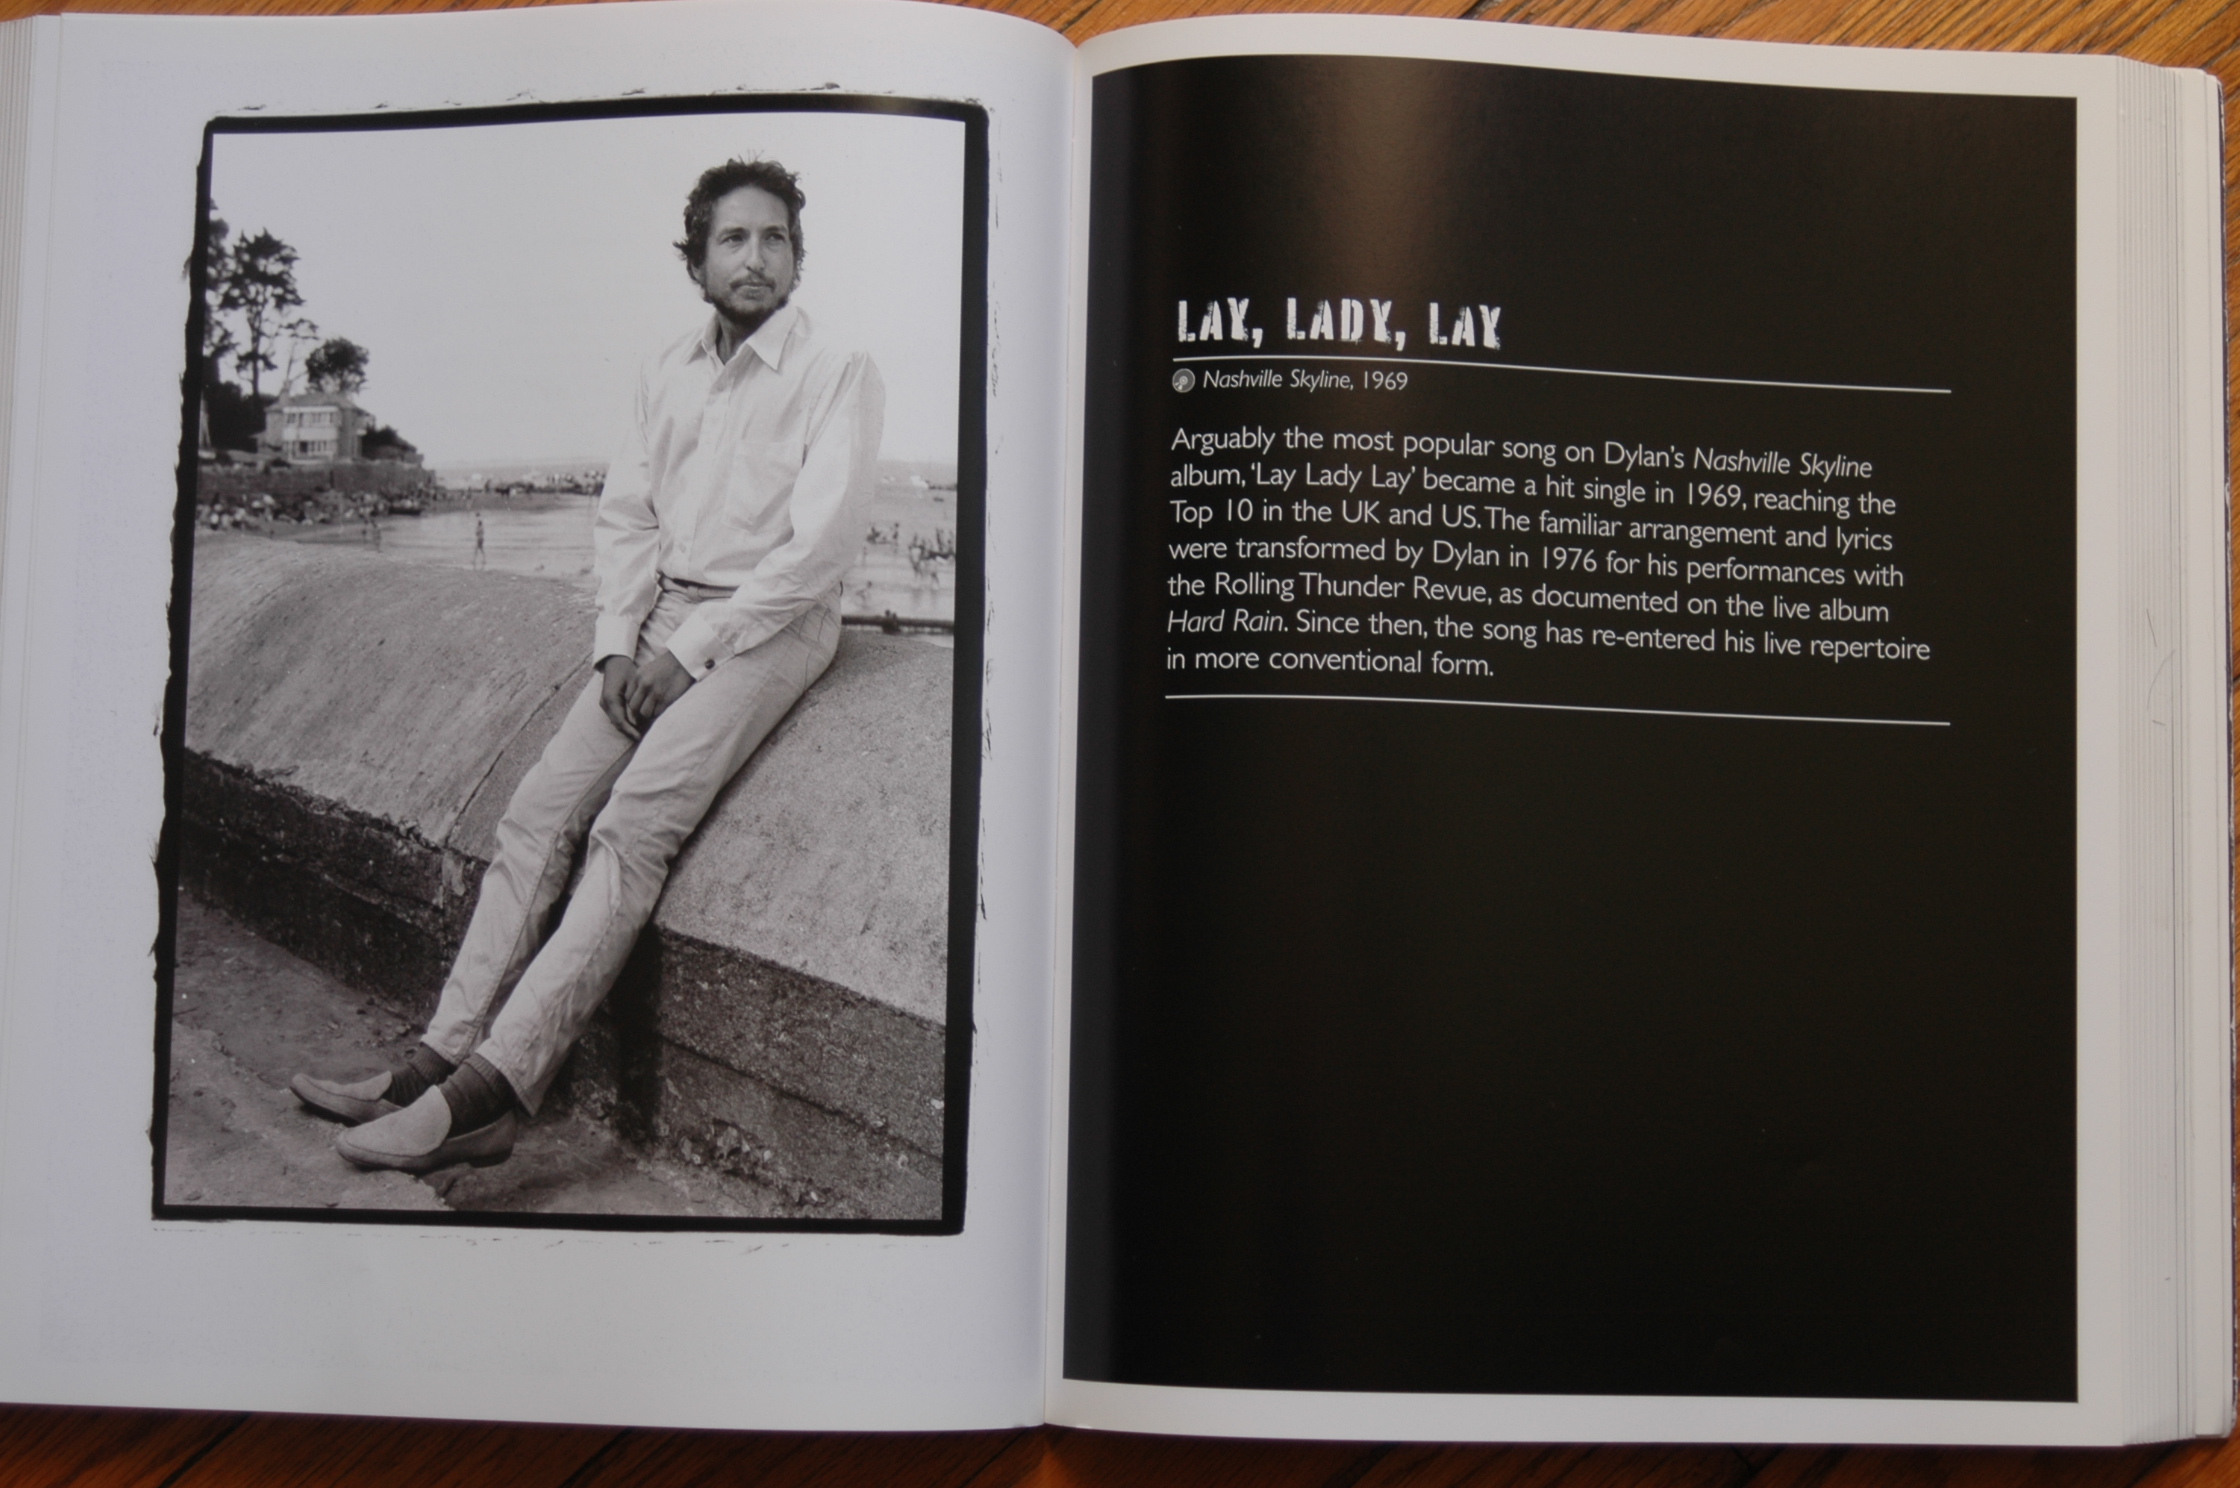 LAY, LADY, LAY
Nashville Skyline, 1969
Arguably the most popular song on Dylan's Nashville Skyline
album, ‘Lay Lady Lay’ became a hit single in 1969, reaching the
Top 10 in the UK and US. The familiar arrangement and lyrics
were transformed by Dylan in 1976 for his performances with
the Rolling Thunder Revue, as documented on the live album
Hard Rain. Since then, the song has re-entered his live repertoire
in more conventional form.